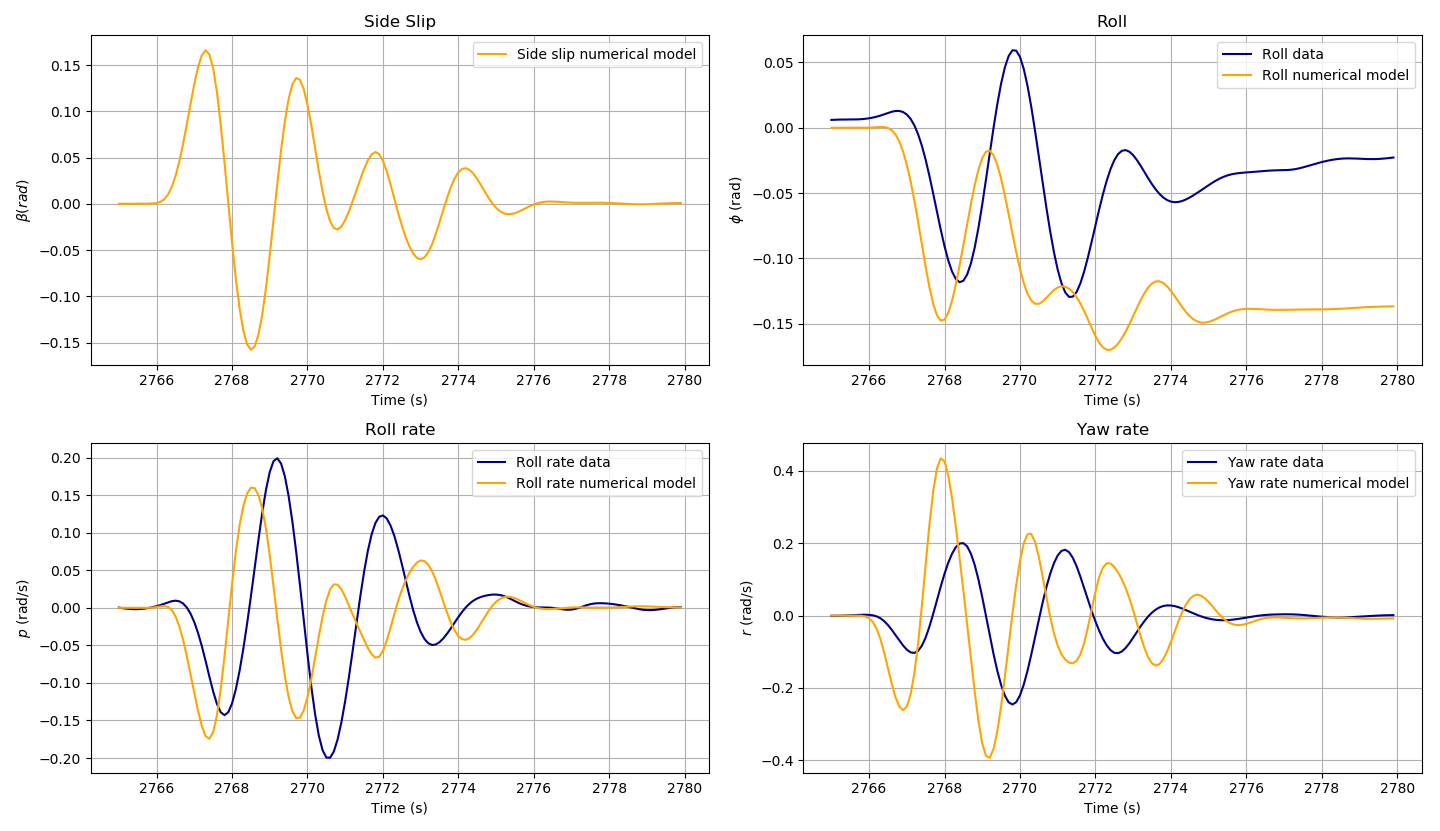 Side Slip
Side slip numerical model
0.15
0.10
0.05
0.00
−0.05
−0.10
−0.15
β(rad)
2766 2768 2770 2772 2774 2776 2778 2780
Time (s)
Roll
Roll data
Roll numerical model
0.05
0.00
−0.05
−0.10
−0.15
ϕ (rad)
2766 2768 2770 2772 2774 2776 2778 2780
Time (s)
Roll rate
Roll rate data
Roll rate numerical model
0.20
0.15
0.10
0.05
0.00
−0.05
−0.10
−0.15
−0.20
p (rad/s)
2766 2768 2770 2772 2774 2776 2778 2780
Time (s)
Yaw rate
Yaw rate data
Yaw rate numerical model
0.4
0.2
0.0
−0.2
−0.4
r (rad/s)
2766 2768 2770 2772 2774 2776 2778 2780
Time (s)